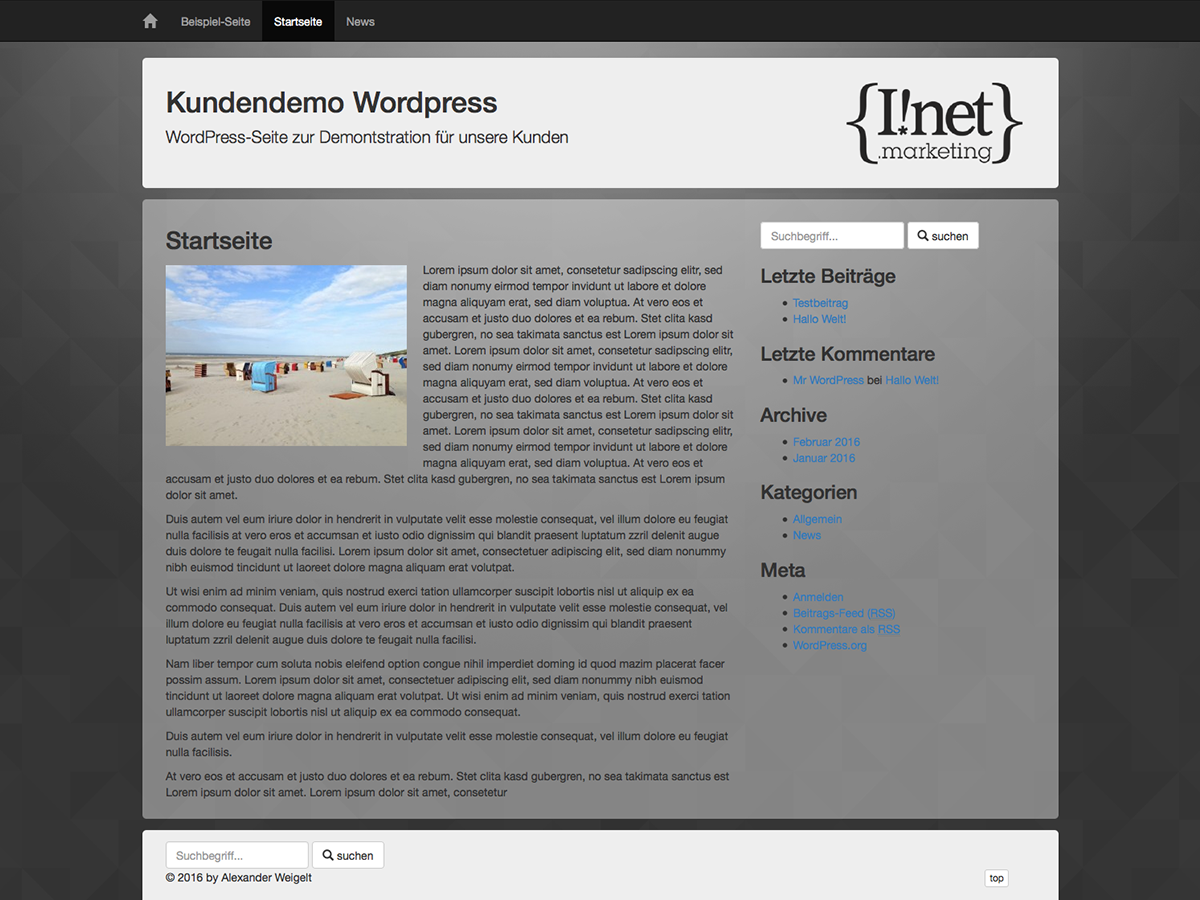 Beispiel-Seite Startseite News
Kundendemo Wordpress
WordPress-Seite zur Demontstration für unsere Kunden
{I!net}
.marketing
Startseite
Lorem ipsum dolor sit amet, consetetur sadipscing elitr, sed
diam nonumy eirmod tempor invidunt ut labore et dolore
magna aliquyam erat, sed diam voluptua. At vero eos et
accusam et justo duo dolores et ea rebum. Stet clita kasd
gubergren, no sea takimata sanctus est Lorem ipsum dolor sit
amet. Lorem ipsum dolor sit amet, consetetur sadipscing elitr,
sed diam nonumy eirmod tempor invidunt ut labore et dolore
magna aliquyam erat, sed diam voluptua. At vero eos et
accusam et justo duo dolores et ea rebum. Stet clita kasd
gubergren, no sea takimata sanctus est Lorem ipsum dolor sit
amet. Lorem ipsum dolor sit amet, consetetur sadipscing elitr,
sed diam nonumy eirmod tempor invidunt ut labore et dolore
magna aliquyam erat, sed diam voluptua. At vero eos et
accusam et justo duo dolores et ea rebum. Stet clita kasd gubergren, no sea takimata sanctus est Lorem ipsum
dolor sit amet.
Duis autem vel eum iriure dolor in hendrerit in vulputate velit esse molestie consequat, vel illum dolore eu feugiat
nulla facilisis at vero eros et accumsan et iusto odio dignissim qui blandit praesent luptatum zzril delenit augue
duis dolore te feugait nulla facilisi. Lorem ipsum dolor sit amet, consectetuer adipiscing elit, sed diam nonummy
nibh euismod tincidunt ut laoreet dolore magna aliquam erat volutpat.
Ut wisi enim ad minim veniam, quis nostrud exerci tation ullamcorper suscipit lobortis nisl ut aliquip ex ea
commodo consequat. Duis autem vel eum iriure dolor in hendrerit in vulputate velit esse molestie consequat, vel
illum dolore eu feugiat nulla facilisis at vero eros et accumsan et iusto odio dignissim qui blandit praesent
luptatum zzril delenit augue duis dolore te feugait nulla facilisi.
Nam liber tempor cum soluta nobis eleifend option congue nihil imperdiet doming id quod mazim placerat facer
possim assum. Lorem ipsum dolor sit amet, consectetuer adipiscing elit, sed diam nonummy nibh euismod
tincidunt ut laoreet dolore magna aliquam erat volutpat. Ut wisi enim ad minim veniam, quis nostrud exerci tation
ullamcorper suscipit lobortis nisl ut aliquip ex ea commodo consequat.
Duis autem vel eum iriure dolor in hendrerit in vulputate velit esse molestie consequat, vel illum dolore eu feugiat
nulla facilisis.
At vero eos et accusam et justo duo dolores et ea rebum. Stet clita kasd gubergren, no sea takimata sanctus est
Lorem ipsum dolor sit amet. Lorem ipsum dolor sit amet, consetetur
Suchbegriff... suchen
Letzte Beiträge
Testbeitrag
Hallo Welt!
Letzte Kommentare
Mr WordPress bei Hallo Welt!
Archive
Februar 2016
Januar 2016
Kategorien
Allgemein
News
Meta
Anmelden
Beitrags-Feed (RSS)
Kommentare als RSS
WordPress.org
Suchbegriff... suchen
© 2016 by Alexander Weigelt
top